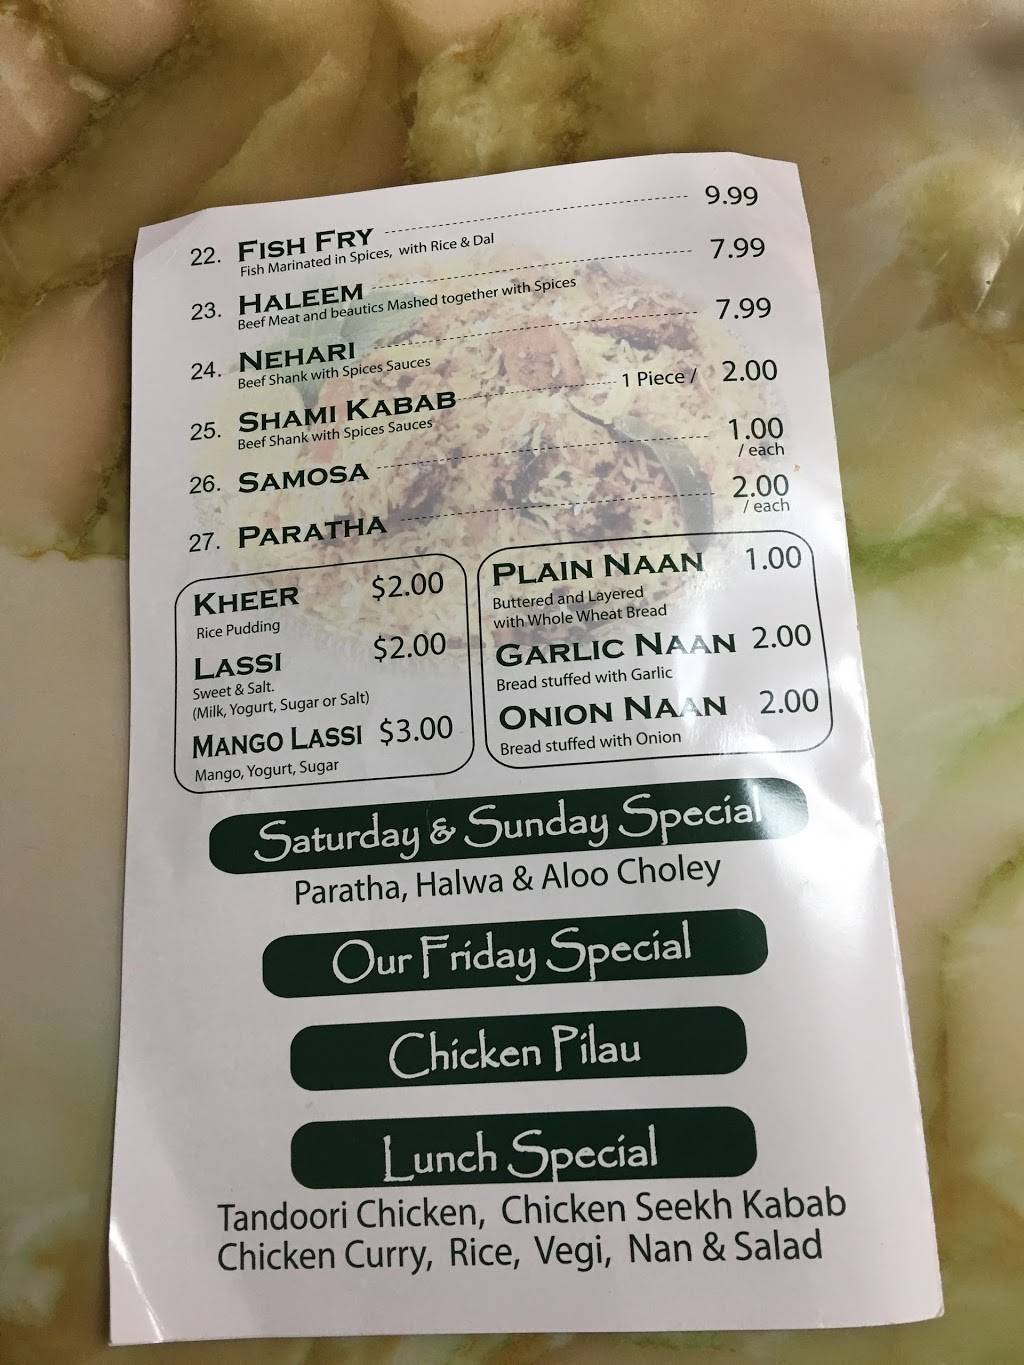 22. FISH FRY 9.99
Fish Marinated in Spices, with Rice & Dal
23. HALEEM 7.99
Beef Meat and beautics Mashed together with Spices
24. NEHARI 7.99
Beef Shank with Spices Sauces
25. SHAMI KABAB 1 Piece / 2.00
Beef Shank with Spices Sauces
26. SAMOSA 1.00
/ each
27. PARATHA 2.00
/ each
KHEER $2.00
Rice Pudding
LASSI $2.00
Sweet & Salt.
(Milk, Yogurt, Sugar or Salt)
MANGO LASSI $3.00
Mango, Yogurt, Sugar
PLAIN NAAN 1.00
Buttered and Layered
with Whole Wheat Bread
GARLIC NAAN 2.00
Bread stuffed with Garlic
ONION NAAN 2.00
Bread stuffed with Onion
Saturday & Sunday Special
Paratha, Halwa & Aloo Choley
Our Friday Special
Chicken Pilau
Lunch Special
Tandoori Chicken, Chicken Seekh Kabab
Chicken Curry, Rice, Vegi, Nan & Salad